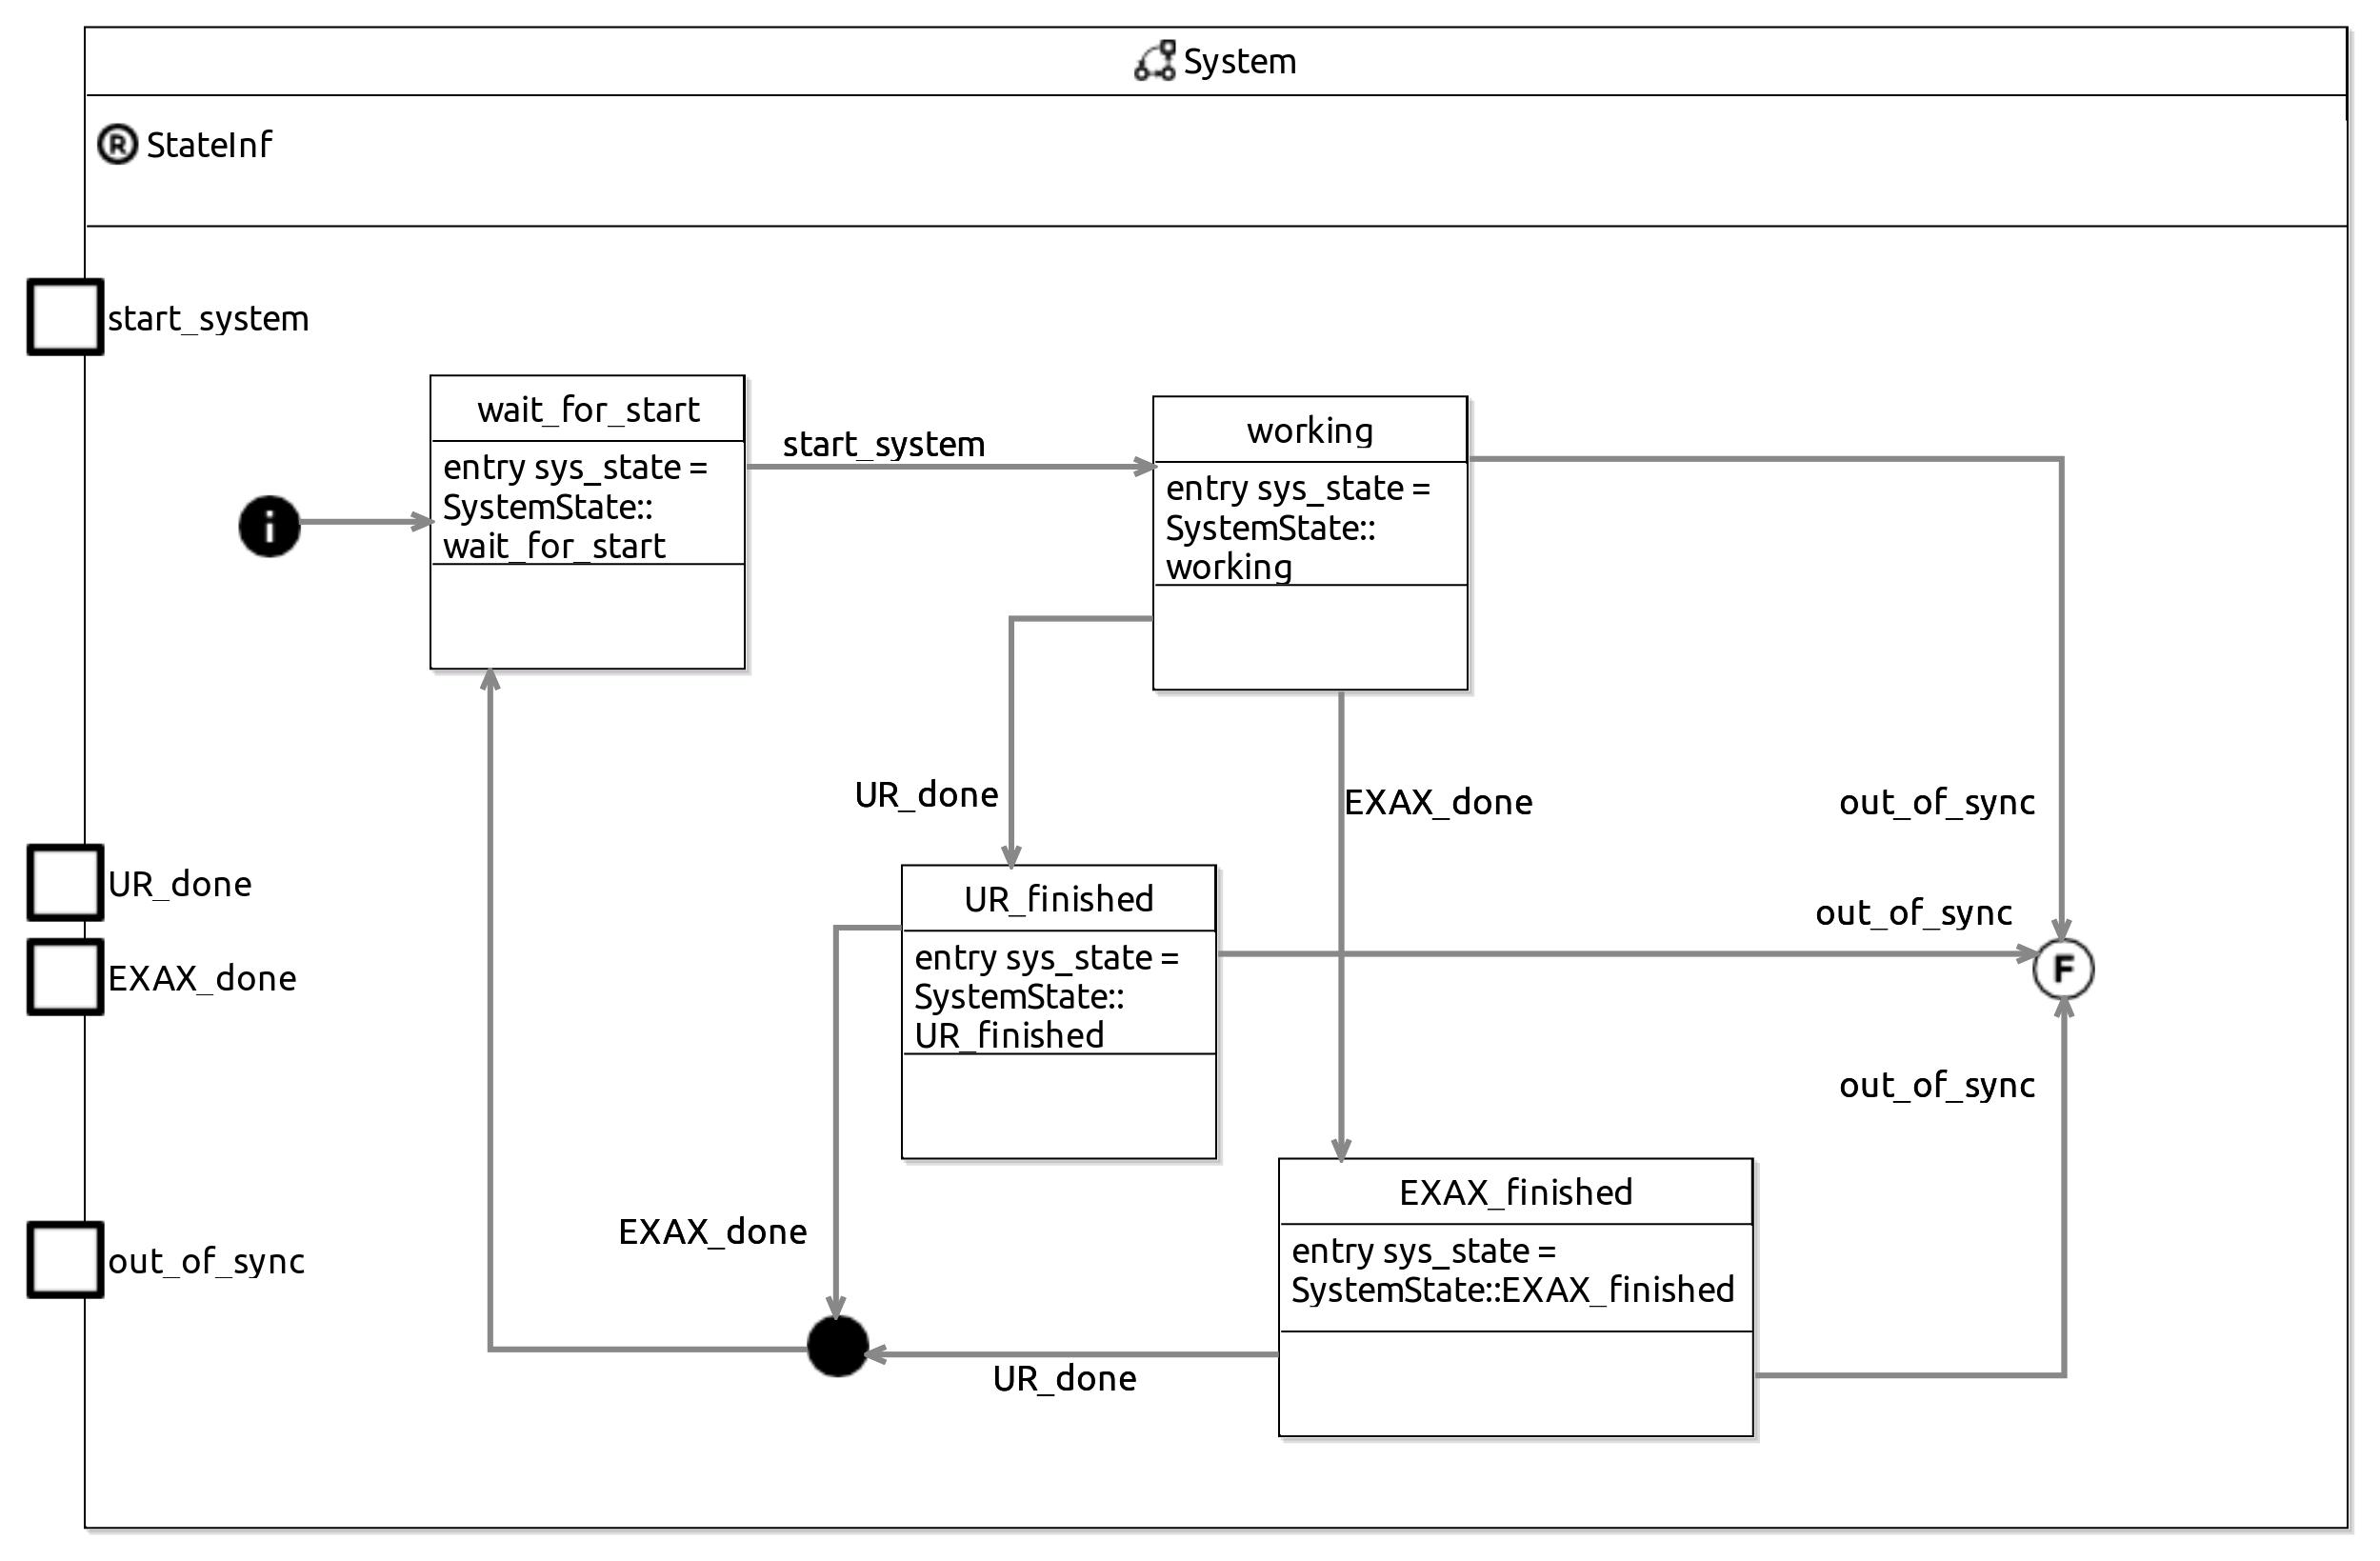 System
R StateInf
start_system
wait_for_start
entry sys_state =
SystemState::
wait_for_start
i
start_system
working
entry sys_state =
SystemState::
working
UR_done
EXAX_done
out_of_sync
UR_done
EXAX_done
UR_finished
entry sys_state =
SystemState::
UR_finished
out_of_sync
F
out_of_sync
EXAX_done
out_of_sync
EXAX_finished
entry sys_state =
SystemState::EXAX_finished
UR_done